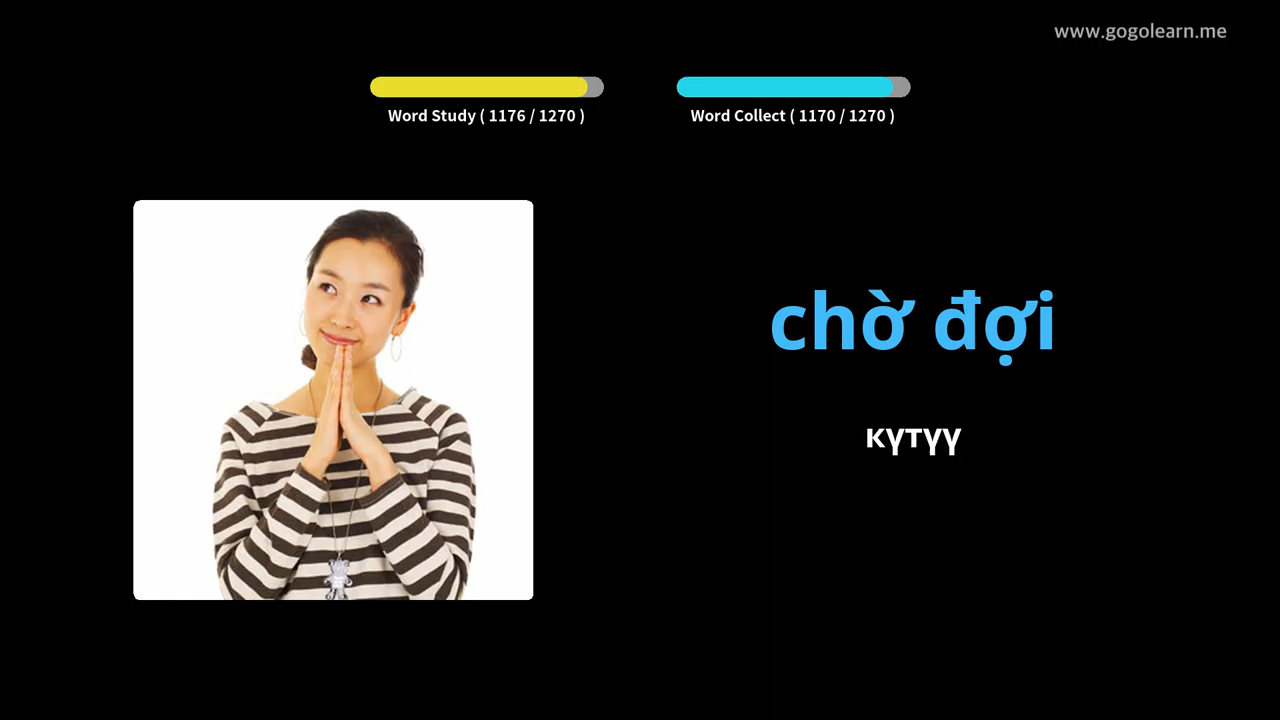 www.gogolearn.me
Word Study ( 1176 / 1270 )
Word Collect ( 1170 / 1270 )
chờ đợi
күтүү